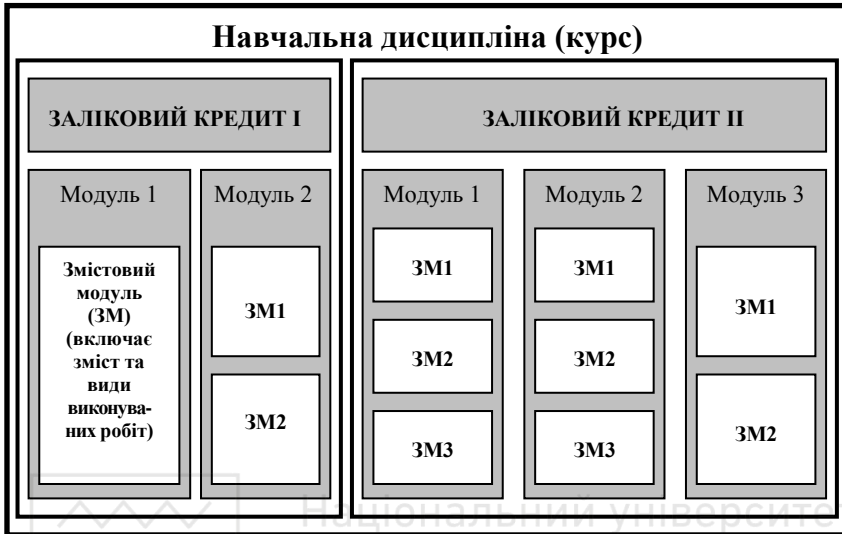 Навчальна дисципліна (курс)
ЗАЛІКОВИЙ КРЕДИТ І
Модуль 1
Змістовий
модуль
(ЗМ)
(включає
зміст та
види
виконува-
них робіт)
Модуль 2
ЗМ1
ЗМ2
ЗАЛІКОВИЙ КРЕДИТ ІІ
Модуль 1
ЗМ1
ЗМ2
ЗМ3
Модуль 2
ЗМ1
ЗМ2
ЗМ3
Модуль 3
ЗМ1
ЗМ2
Національний університе